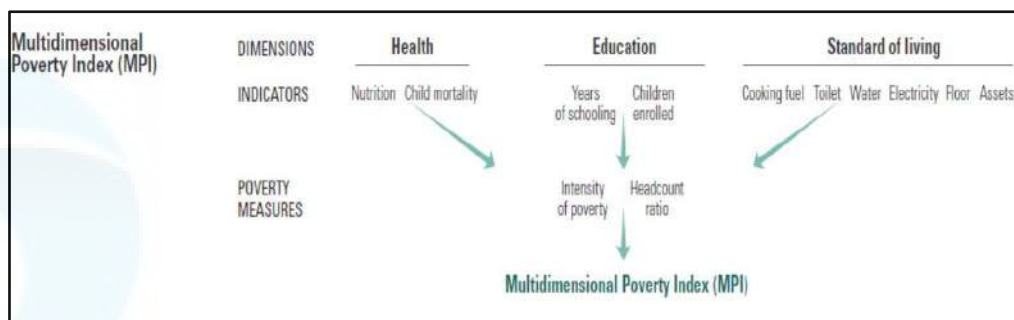 Multidimensional
Poverty Index (MPI)
DIMENSIONS Health Education Standard of living
INDICATORS Nutrition Child mortality Years of schooling Children enrolled Cooking fuel Toilet Water Electricity Floor Assets
POVERTY MEASURES Intensity of poverty Headcount ratio
Multidimensional Poverty Index (MPI)